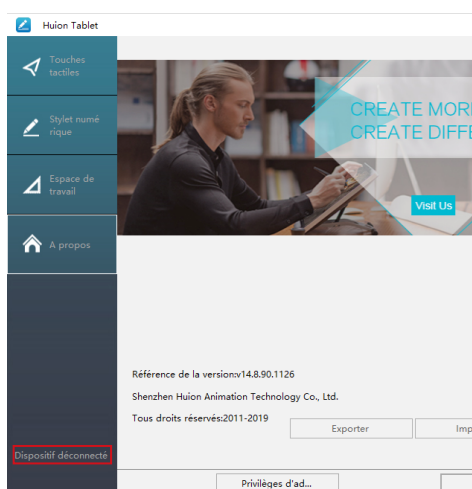 Huion Tablet
Touches
tactiles
Stylet numé
rique
Espace de
travail
A propos
CREATE MOR
CREATE DIFFE
Visit Us
Référence de la version:v14.8.90.1126
Shenzhen Huion Animation Technology Co., Ltd.
Tous droits réservés:2011-2019
Exporter
Imp
Dispositif déconnecté
Privilèges d'ad...